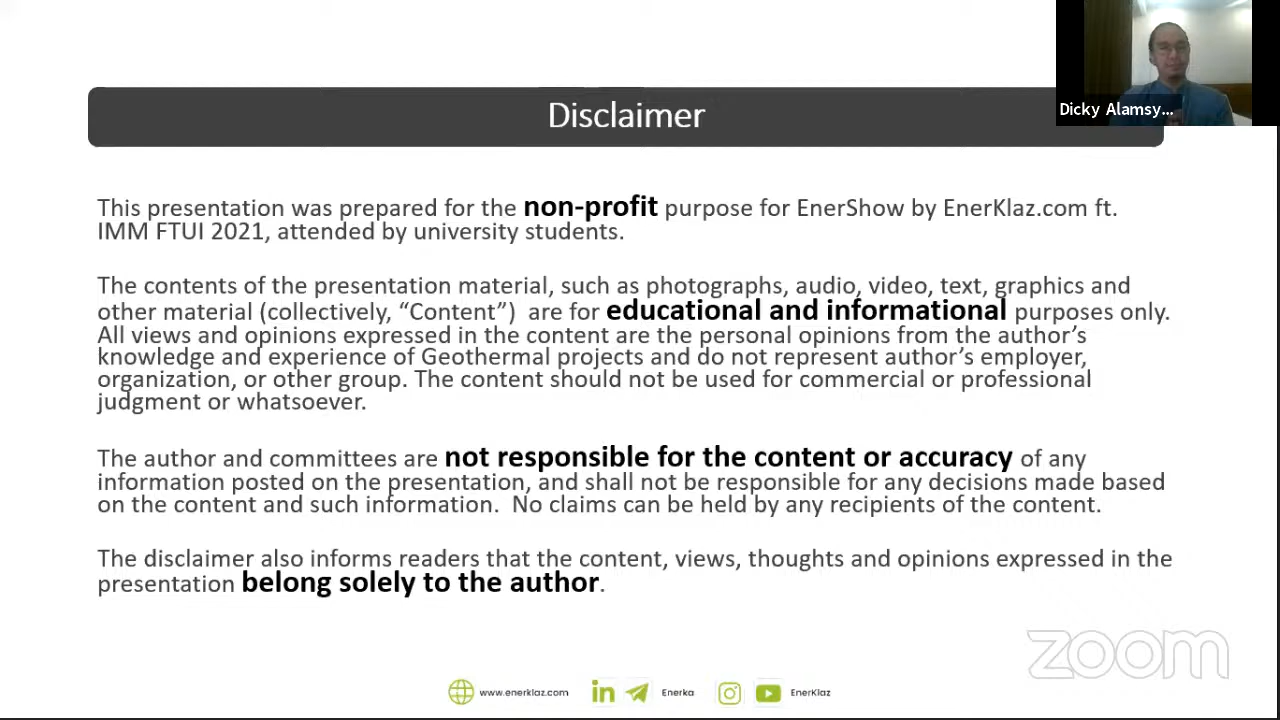 Disclaimer
Dicky Alamsy...
This presentation was prepared for the non-profit purpose for EnerShow by EnerKlaz.com ft.
IMM FTUI 2021, attended by university students.
The contents of the presentation material, such as photographs, audio, video, text, graphics and
other material (collectively, “Content”)  are for educational and informational purposes only.
All views and opinions expressed in the content are the personal opinions from the author’s
knowledge and experience of Geothermal projects and do not represent author’s employer,
organization, or other group. The content should not be used for commercial or professional
judgment or whatsoever.
The author and committees are not responsible for the content or accuracy of any
information posted on the presentation, and shall not be responsible for any decisions made based
on the content and such information.  No claims can be held by any recipients of the content.
The disclaimer also informs readers that the content, views, thoughts and opinions expressed in the
presentation belong solely to the author.
zoom
www.enerklaz.com Enerka EnerKlaz